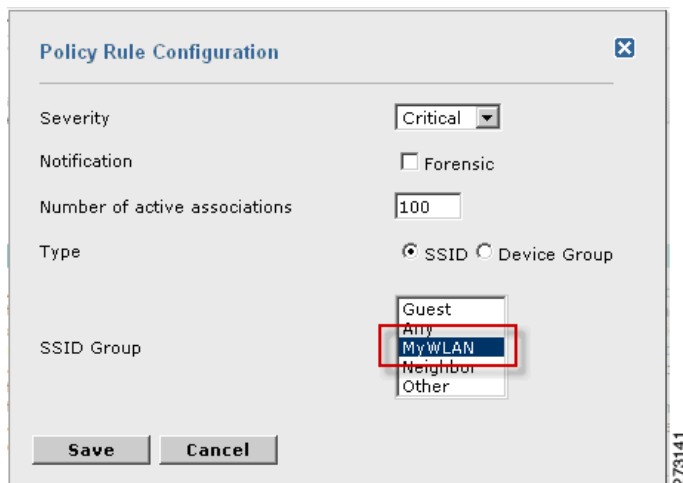 Policy Rule Configuration
Severity
Critical
Notification
Forensic
Number of active associations
100
Type
SSID Device Group
SSID Group
Guest
Any
MyWLAN
Neighbor
Other
Save Cancel
273141